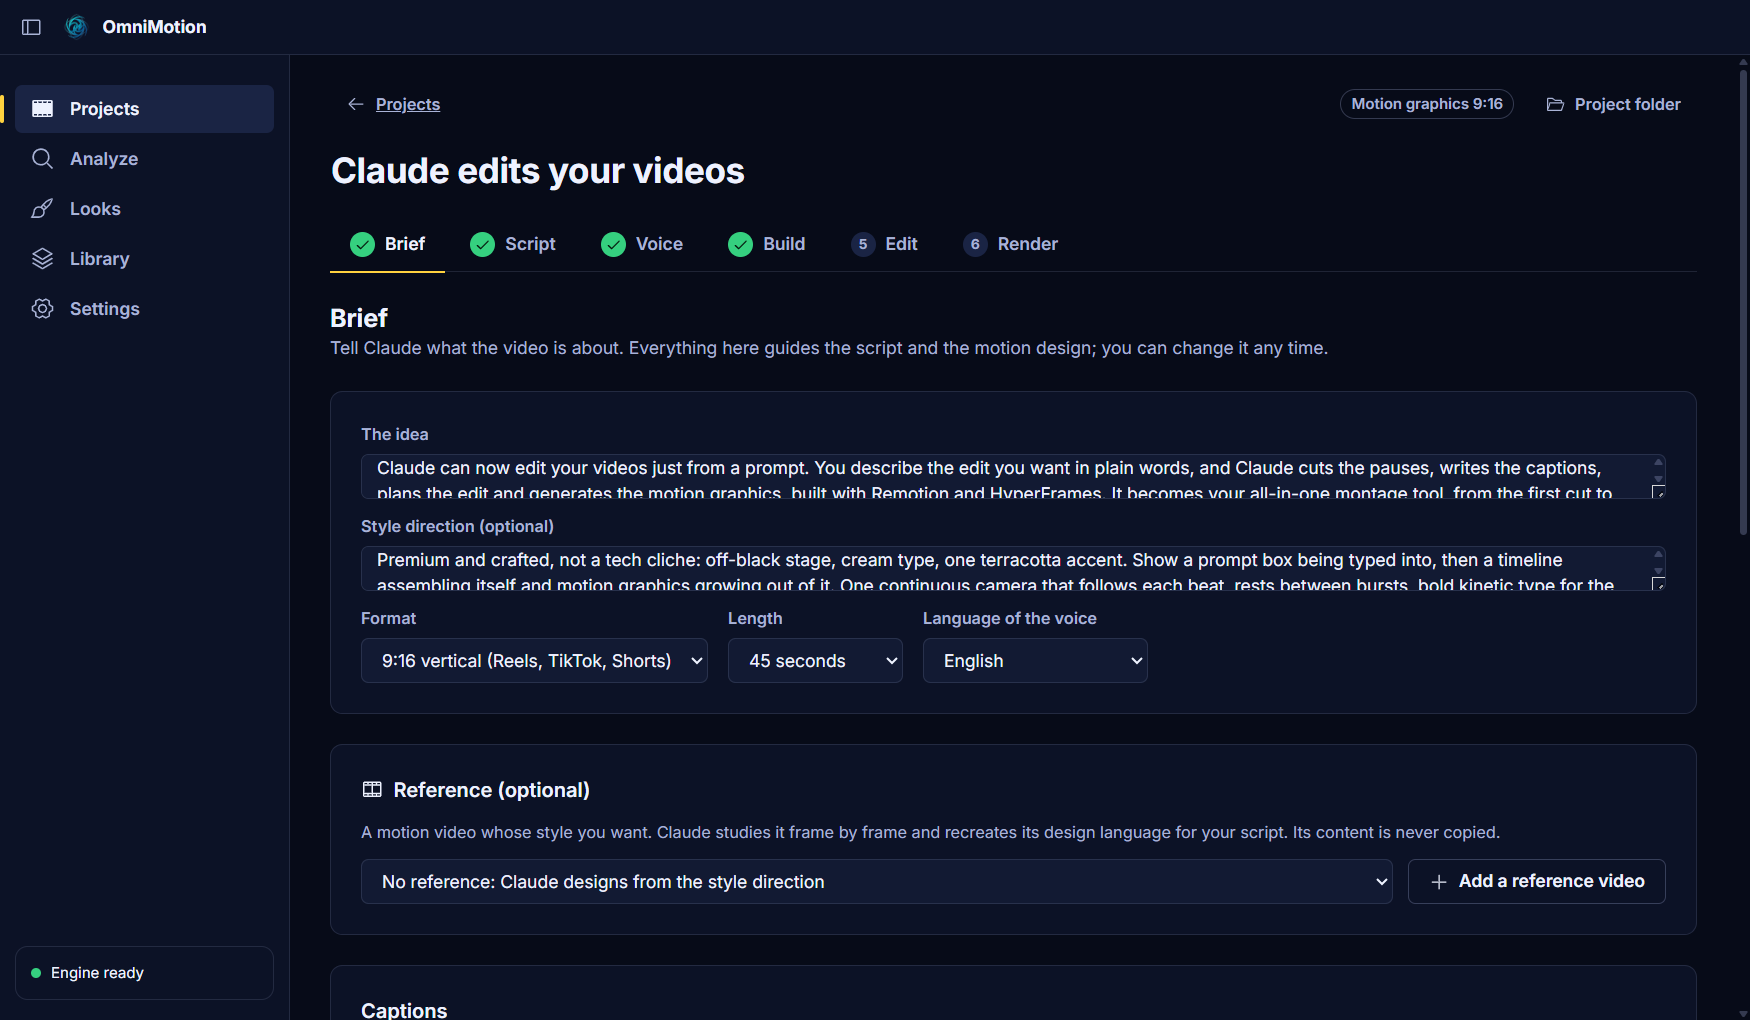 OmniMotion
Projects
Analyze
Looks
Library
Settings
Engine ready
Projects
Motion graphics 9:16
Project folder
Claude edits your videos
Brief
Script
Voice
Build
5 Edit
6 Render
Brief
Tell Claude what the video is about. Everything here guides the script and the motion design; you can change it any time.
The idea
Claude can now edit your videos just from a prompt. You describe the edit you want in plain words, and Claude cuts the pauses, writes the captions,
plans the edit and generates the motion graphics, built with Remotion and HyperFrames. It becomes your all-in-one montage tool, from the first cut to
Style direction (optional)
Premium and crafted, not a tech cliche: off-black stage, cream type, one terracotta accent. Show a prompt box being typed into, then a timeline
assembling itself and motion graphics growing out of it. One continuous camera that follows each beat, rests between bursts, bold kinetic type for the
Format
Length
Language of the voice
9:16 vertical (Reels, TikTok, Shorts)
45 seconds
English
Reference (optional)
A motion video whose style you want. Claude studies it frame by frame and recreates its design language for your script. Its content is never copied.
No reference: Claude designs from the style direction
Add a reference video
Captions